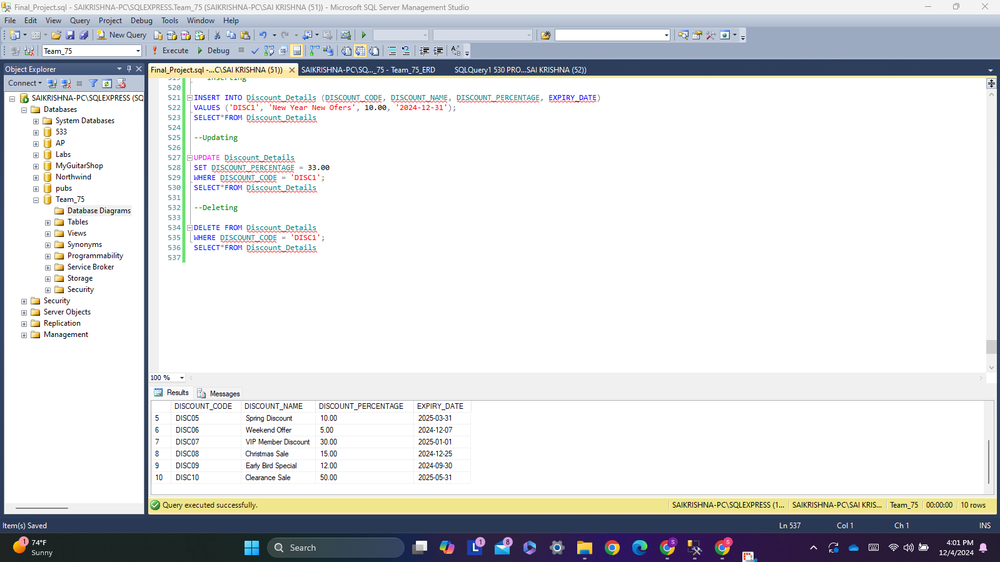 Final_Project.sql - SAIKRISHNA-PC\SQLEXPRESS.Team_75 (SAIKRISHNA-PC\SAI KRISHNA (51)) - Microsoft SQL Server Management Studio
File Edit View Query Project Debug Tools Window Help
New Query
Team_75 Execute Debug
Object Explorer
Final_Project.sql -...C\SAI KRISHNA (51)) SAIKRISHNA-PC\SQ..._75 - Team_75_ERD SQLQuery1 530 PRO...SAI KRISHNA (52))
Connect
SAIKRISHNA-PC\SQLEXPRESS (SQ
Databases
System Databases
533
AP
Labs
MyGuitarShop
Northwind
pubs
Team_75
Database Diagrams
Tables
Views
Synonyms
Programmability
Service Broker
Storage
Security
Security
Server Objects
Replication
Management
519 --Inserting
520
521 INSERT INTO Discount_Details (DISCOUNT_CODE, DISCOUNT_NAME, DISCOUNT_PERCENTAGE, EXPIRY_DATE)
522 VALUES ('DISC1', 'New Year New Ofers', 10.00, '2024-12-31');
523 SELECT*FROM Discount_Details
524
525 --Updating
526
527 UPDATE Discount_Details
528 SET DISCOUNT_PERCENTAGE = 33.00
529 WHERE DISCOUNT_CODE = 'DISC1';
530 SELECT*FROM Discount_Details
531
532 --Deleting
533
534 DELETE FROM Discount_Details
535 WHERE DISCOUNT_CODE = 'DISC1';
536 SELECT*FROM Discount_Details
537
100 %
Results Messages
DISCOUNT_CODE DISCOUNT_NAME DISCOUNT_PERCENTAGE EXPIRY_DATE
5 DISC05 Spring Discount 10.00 2025-03-31
6 DISC06 Weekend Offer 5.00 2024-12-07
7 DISC07 VIP Member Discount 30.00 2025-01-01
8 DISC08 Christmas Sale 15.00 2024-12-25
9 DISC09 Early Bird Special 12.00 2024-09-30
10 DISC10 Clearance Sale 50.00 2025-05-31
Query executed successfully. SAIKRISHNA-PC\SQLEXPRESS (1... SAIKRISHNA-PC\SAI KRIS... Team_75 00:00:00 10 rows
Item(s) Saved Ln 537 Col 1 Ch 1 INS
1 74°F
Sunny
Search
L 1
8
S
S
4:01 PM
12/4/2024